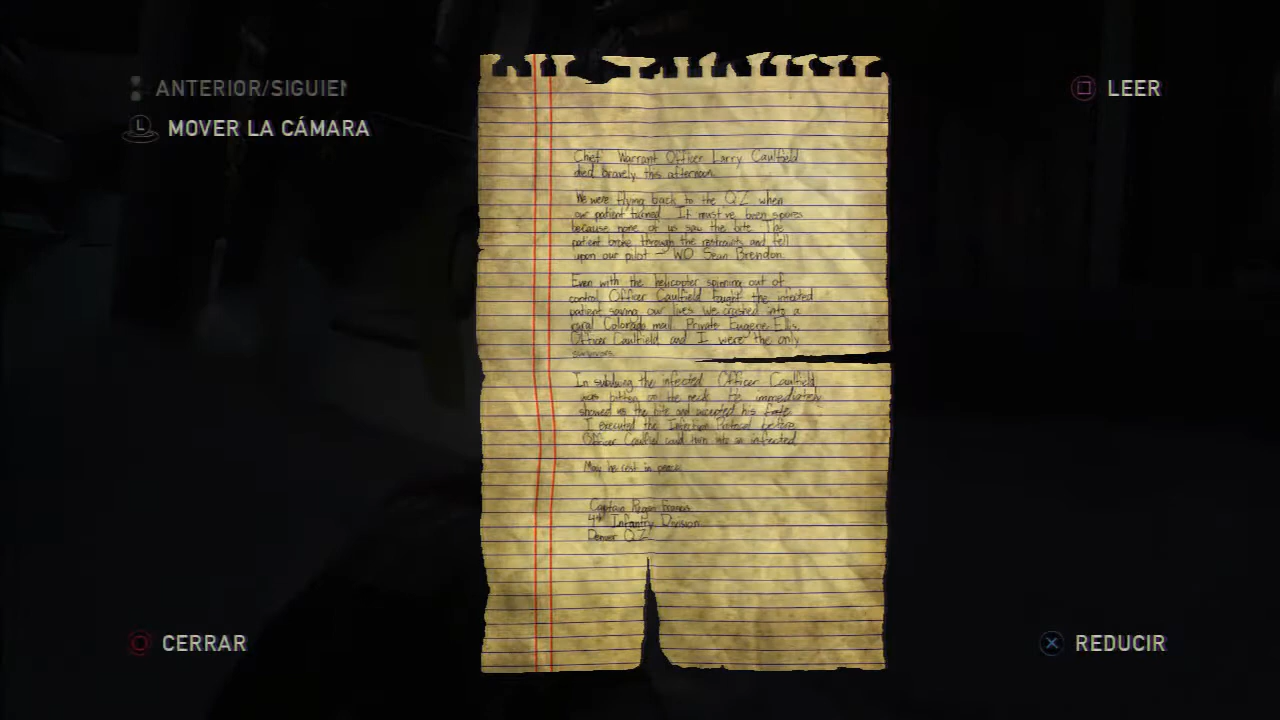 ANTERIOR/SIGUIEN
MOVER LA CÁMARA
LEER
Chief Warrant Officer Larry Caulfield
died bravely this afternoon.
We were flying back to the QZ when
our patient turned. It must've been spores
because none of us saw the bite. The
patient broke through the restraints and fell
upon our pilot - WO Sean Brendon.
Even with the helicopter spinning out of
control, Officer Caulfield fought the infected
patient saving our lives. We crashed into a
rural Colorado mall. Private Eugene Ellis,
Officer Caulfield and I were the only
survivors.
In subduing the infected Officer Caulfield
was bitten on the neck. He immediately
showed us the bite and accepted his fate.
I executed the Infection Protocol before
Officer Caulfield could turn into an infected.
May he rest in peace.
Captain Regan
4th Infantry Division
Denver QZ
CERRAR
REDUCIR